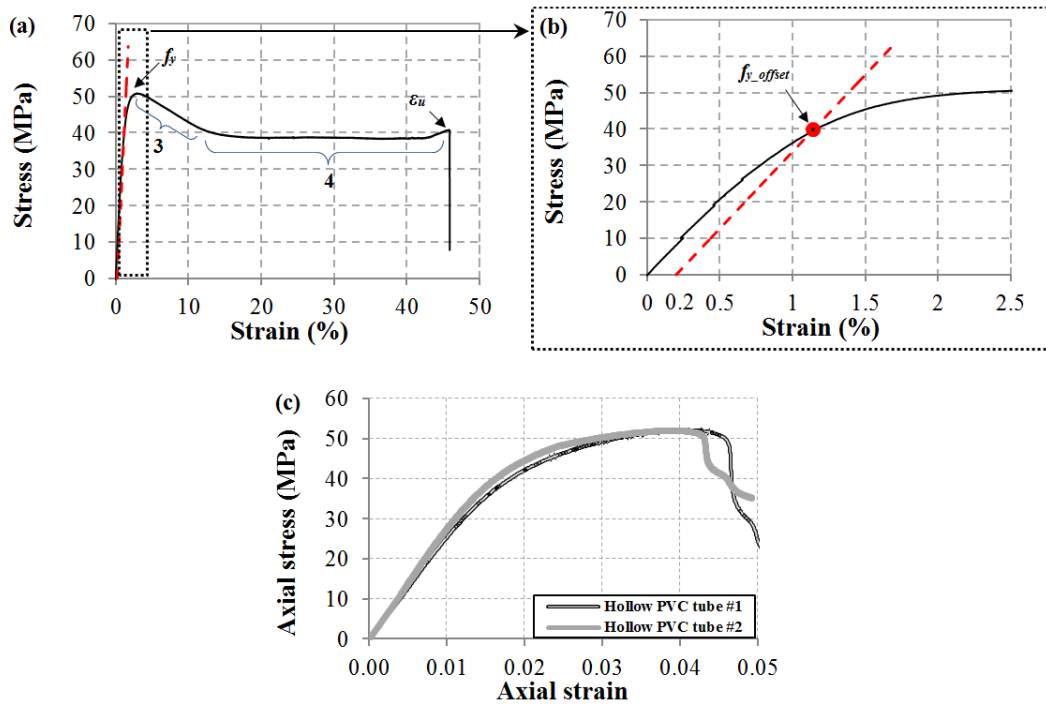 (a)
Stress (MPa)
70
60
50
40
30
20
10
0
f_y
ε_u
3
4
0 10 20 30 40 50
Strain (%)
(b)
Stress (MPa)
70
60
50
40
30
20
10
0
f_y_offset
0 0.2 0.5 1 1.5 2 2.5
Strain (%)
(c)
Axial stress (MPa)
60
50
40
30
20
10
0
Hollow PVC tube #1
Hollow PVC tube #2
0.00 0.01 0.02 0.03 0.04 0.05
Axial strain